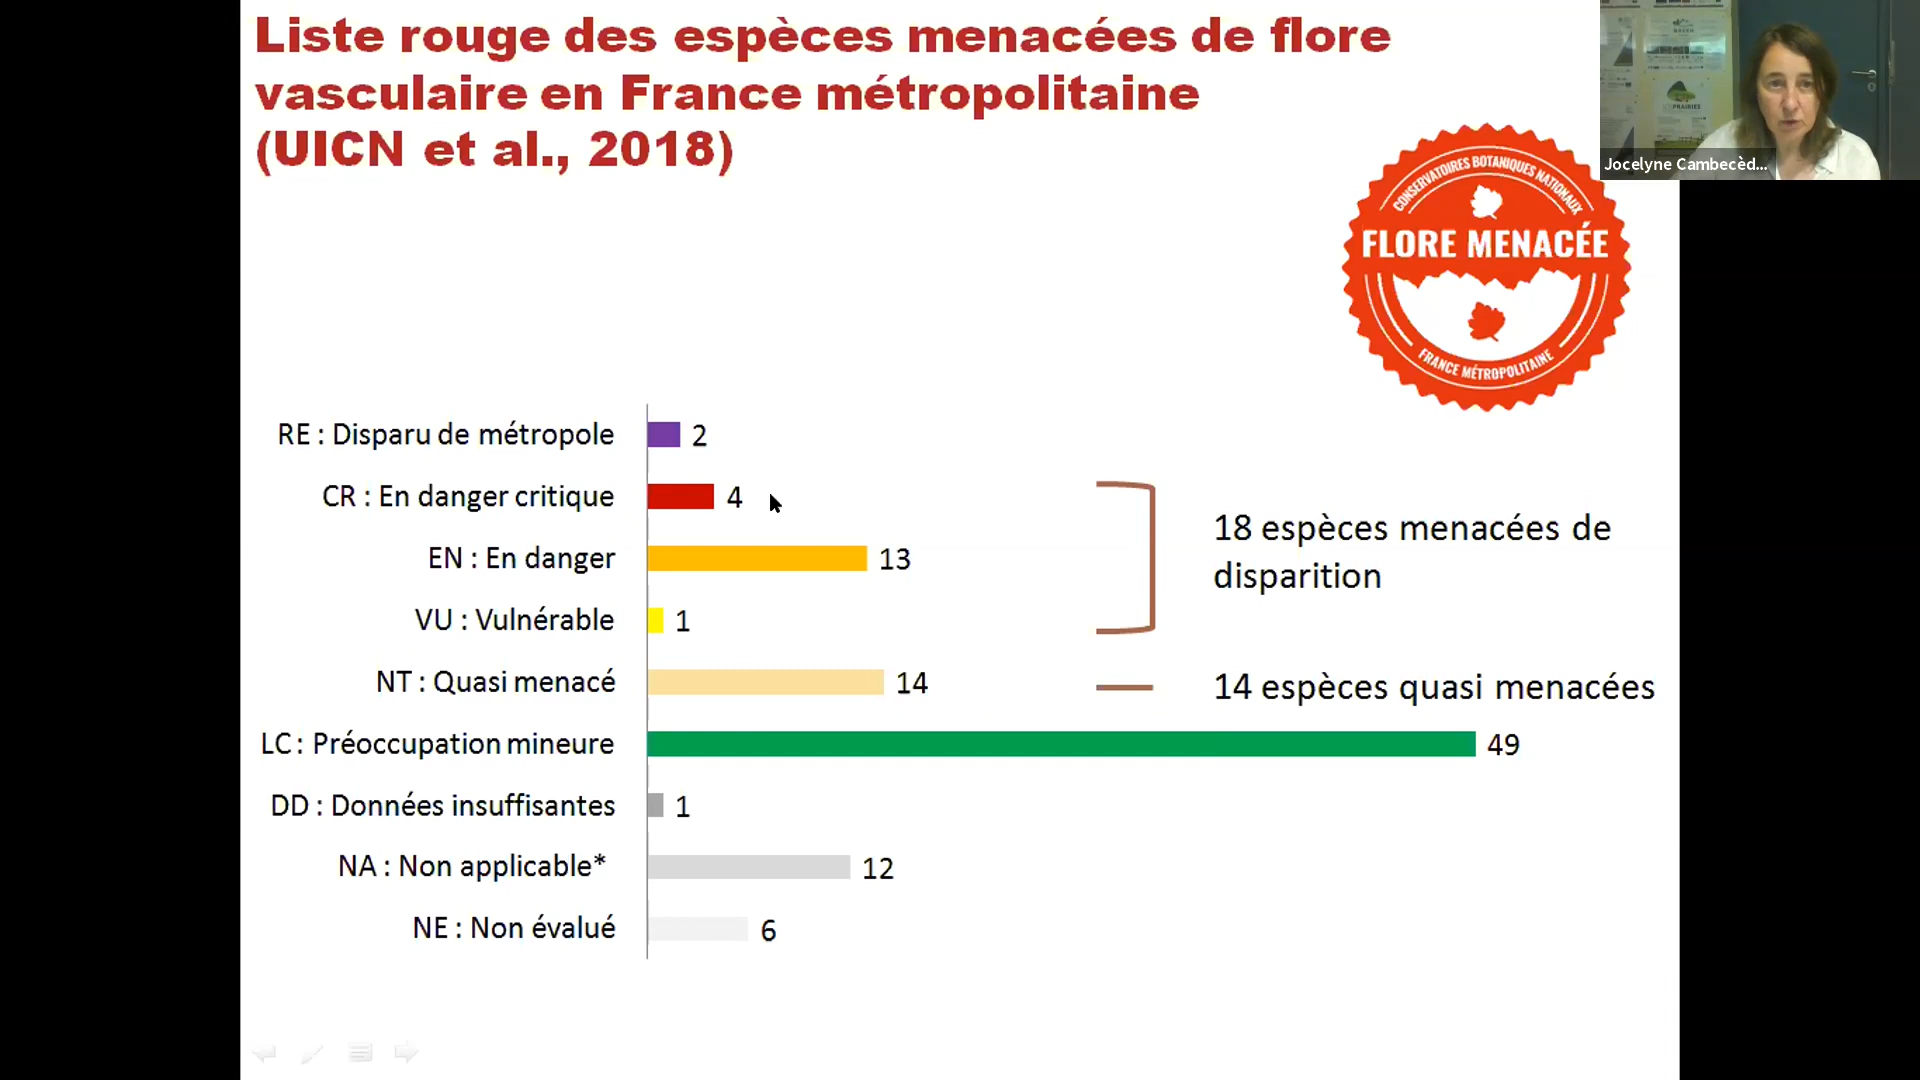 Liste rouge des espèces menacées de flore
vasculaire en France métropolitaine
(UICN et al., 2018)
Jocelyne Cambecèd...
CONSERVATOIRES BOTANIQUES NATIONAUX
FLORE MENACÉE
FRANCE MÉTROPOLITAINE
RE : Disparu de métropole 2
CR : En danger critique 4
EN : En danger 13
VU : Vulnérable 1
18 espèces menacées de
disparition
NT : Quasi menacé 14
14 espèces quasi menacées
LC : Préoccupation mineure 49
DD : Données insuffisantes 1
NA : Non applicable* 12
NE : Non évalué 6